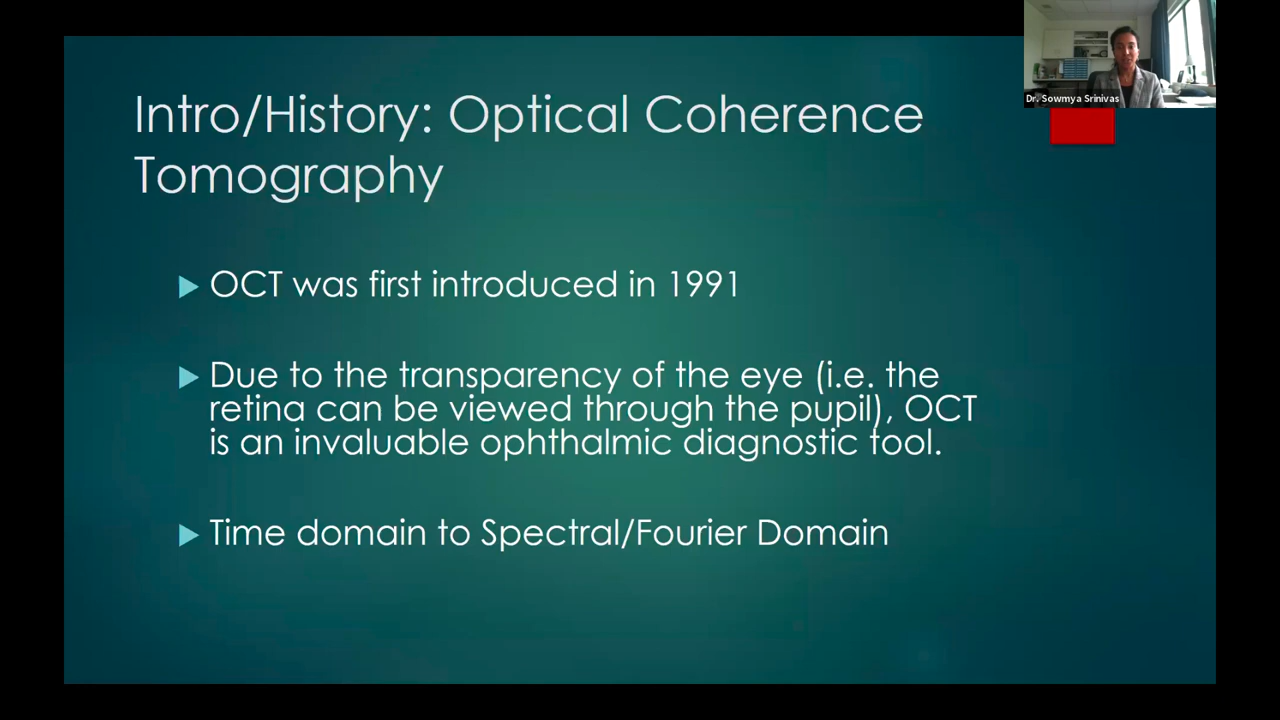 Dr. Sowmya Srinivas
Intro/History: Optical Coherence
Tomography
OCT was first introduced in 1991
Due to the transparency of the eye (i.e. the
retina can be viewed through the pupil), OCT
is an invaluable ophthalmic diagnostic tool.
Time domain to Spectral/Fourier Domain